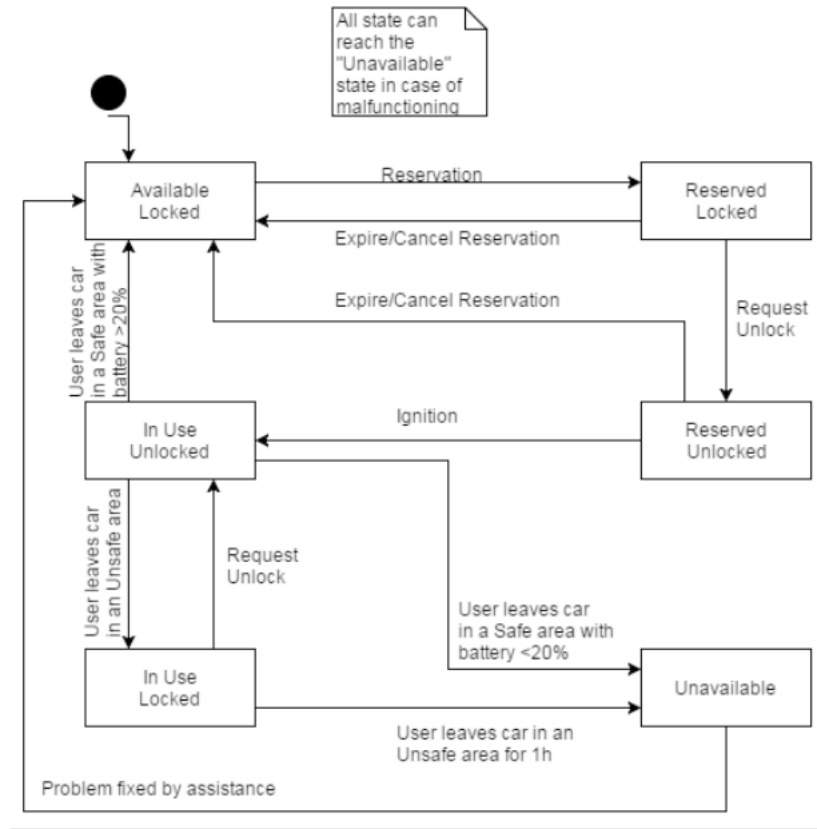 All state can
reach the
"Unavailable"
state in case of
malfunctioning
Available
Locked
Reservation
Reserved
Locked
Expire/Cancel Reservation
User leaves car
in a Safe area with
battery >20%
Expire/Cancel Reservation
Request
Unlock
In Use
Unlocked
Ignition
Reserved
Unlocked
User leaves car
in an Unsafe area
Request
Unlock
User leaves car
in a Safe area with
battery <20%
In Use
Locked
Unavailable
User leaves car in an
Unsafe area for 1h
Problem fixed by assistance